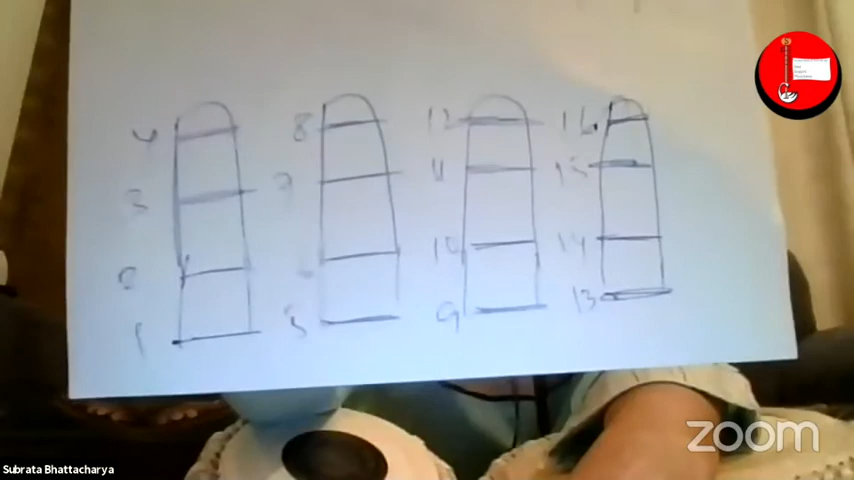 4 8 12 16
3 7 11 15
2 6 10 14
1 5 9 13
zoom
Subrata Bhattacharya